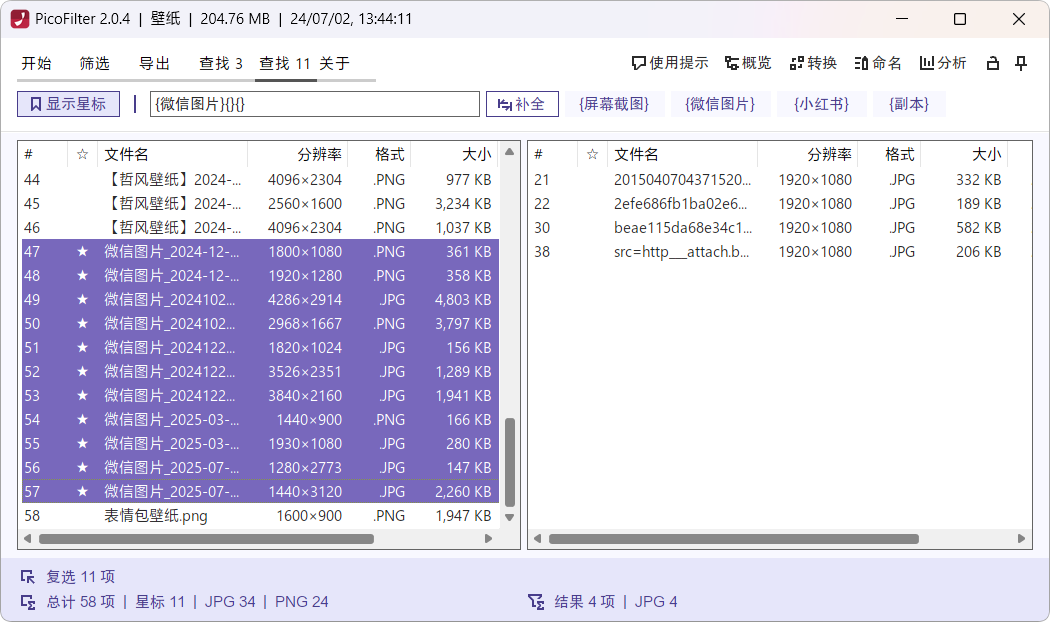 PicoFilter 2.0.4 | 壁纸 | 204.76 MB | 24/07/02, 13:44:11
开始 筛选 导出 查找 3 查找 11 关于 使用提示 概览 转换 命名 分析
显示星标 {微信图片}{}{} 补全 {屏幕截图} {微信图片} {小红书} {副本}
# ☆ 文件名 分辨率 格式 大小
44 【哲风壁纸】2024-... 4096×2304 .PNG 977 KB
45 【哲风壁纸】2024-... 2560×1600 .PNG 3,234 KB
46 【哲风壁纸】2024-... 4096×2304 .PNG 1,037 KB
47 ★ 微信图片_2024-12-... 1800×1080 .PNG 361 KB
48 ★ 微信图片_2024-12-... 1920×1280 .PNG 358 KB
49 ★ 微信图片_2024102... 4286×2914 .JPG 4,803 KB
50 ★ 微信图片_2024102... 2968×1667 .PNG 3,797 KB
51 ★ 微信图片_2024122... 1820×1024 .JPG 156 KB
52 ★ 微信图片_2024122... 3526×2351 .JPG 1,289 KB
53 ★ 微信图片_2024122... 3840×2160 .JPG 1,941 KB
54 ★ 微信图片_2025-03-... 1440×900 .PNG 166 KB
55 ★ 微信图片_2025-03-... 1930×1080 .JPG 280 KB
56 ★ 微信图片_2025-07-... 1280×2773 .JPG 147 KB
57 ★ 微信图片_2025-07-... 1440×3120 .JPG 2,260 KB
58 表情包壁纸.png 1600×900 .PNG 1,947 KB
# ☆ 文件名 分辨率 格式 大小
21 2015040704371520... 1920×1080 .JPG 332 KB
22 2efe686fb1ba02e6... 1920×1080 .JPG 189 KB
30 beae115da68e34c1... 1920×1080 .JPG 582 KB
38 src=http___attach.b... 1920×1080 .JPG 206 KB
复选 11 项
总计 58 项 | 星标 11 | JPG 34 | PNG 24
结果 4 项 | JPG 4